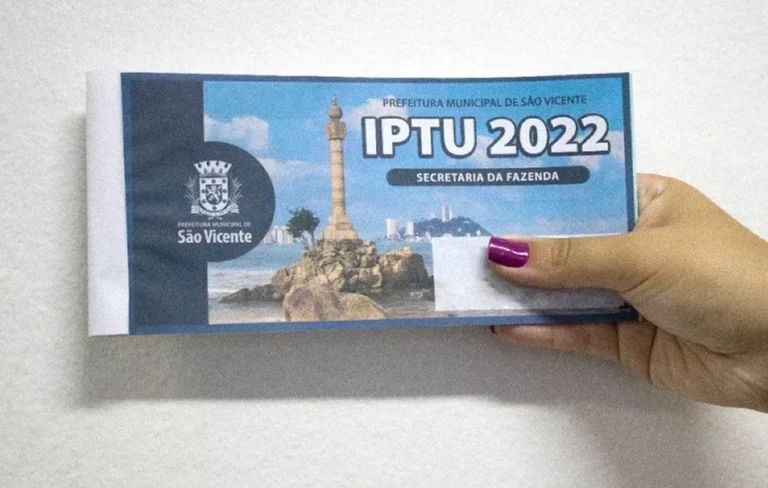 PREFEITURA MUNICIPAL DE SÃO VICENTE
IPTU 2022
SECRETARIA DA FAZENDA
PREFEITURA MUNICIPAL DE
São Vicente